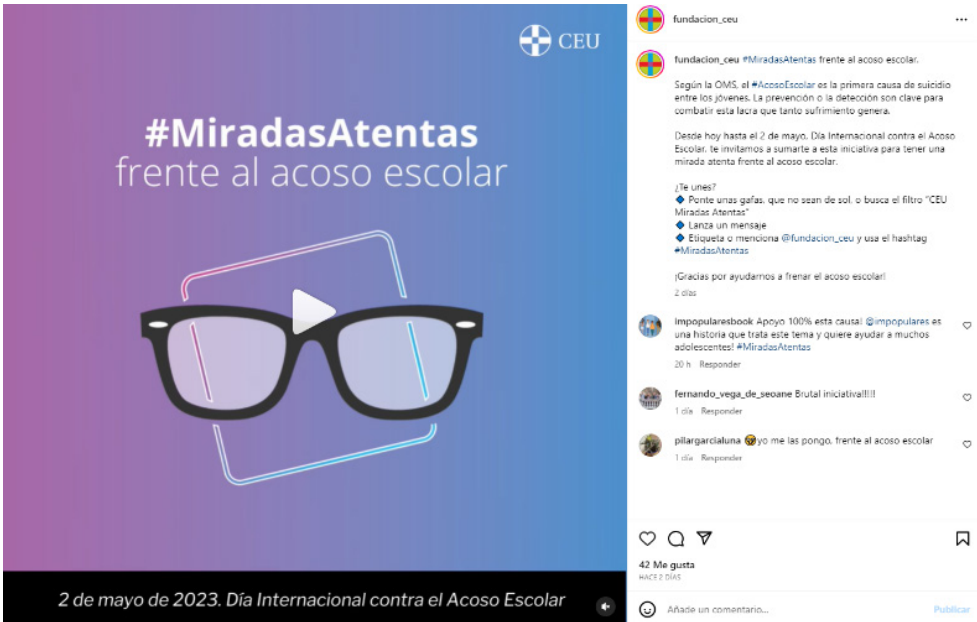 CEU
#MiradasAtentas
frente al acoso escolar
2 de mayo de 2023. Día Internacional contra el Acoso Escolar
fundacion_ceu
fundacion_ceu #MiradasAtentas frente al acoso escolar.
Según la OMS, el #AcosoEscolar es la primera causa de suicidio
entre los jóvenes. La prevención o la detección son clave para
combatir esta lacra que tanto sufrimiento genera.
Desde hoy hasta el 2 de mayo, Día Internacional contra el Acoso
Escolar, te invitamos a sumarte a esta iniciativa para tener una
mirada atenta frente al acoso escolar.
¿Te unes?
Ponte unas gafas, que no sean de sol, o busca el filtro "CEU
Miradas Atentas"
Lanza un mensaje
Etiqueta o menciona @fundacion_ceu y usa el hashtag
#MiradasAtentas
¡Gracias por ayudarnos a frenar el acoso escolar!
2 días
impopularesbook Apoyo 100% esta causa! @impopulares es
una historia que trata este tema y quiere ayudar a muchos
adolescentes! #MiradasAtentas
20 h Responder
fernando_vega_de_seoane Brutal iniciativa!!!!!
1 día Responder
pilargarcialuna yo me las pongo, frente al acoso escolar
1 día Responder
42 Me gusta
HACE 2 DÍAS
Añade un comentario...
Publicar